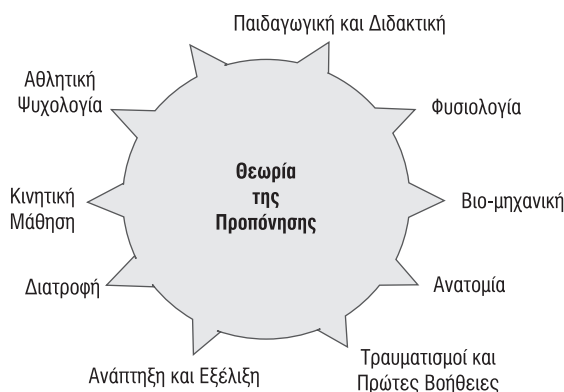 Παιδαγωγική και Διδακτική
Αθλητική
Ψυχολογία
Φυσιολογία
Θεωρία
της
Προπόνησης
Κινητική
Μάθηση
Βιο-μηχανική
Διατροφή
Ανατομία
Ανάπτηξη και Εξέλιξη
Τραυματισμοί και
Πρώτες Βοήθειες